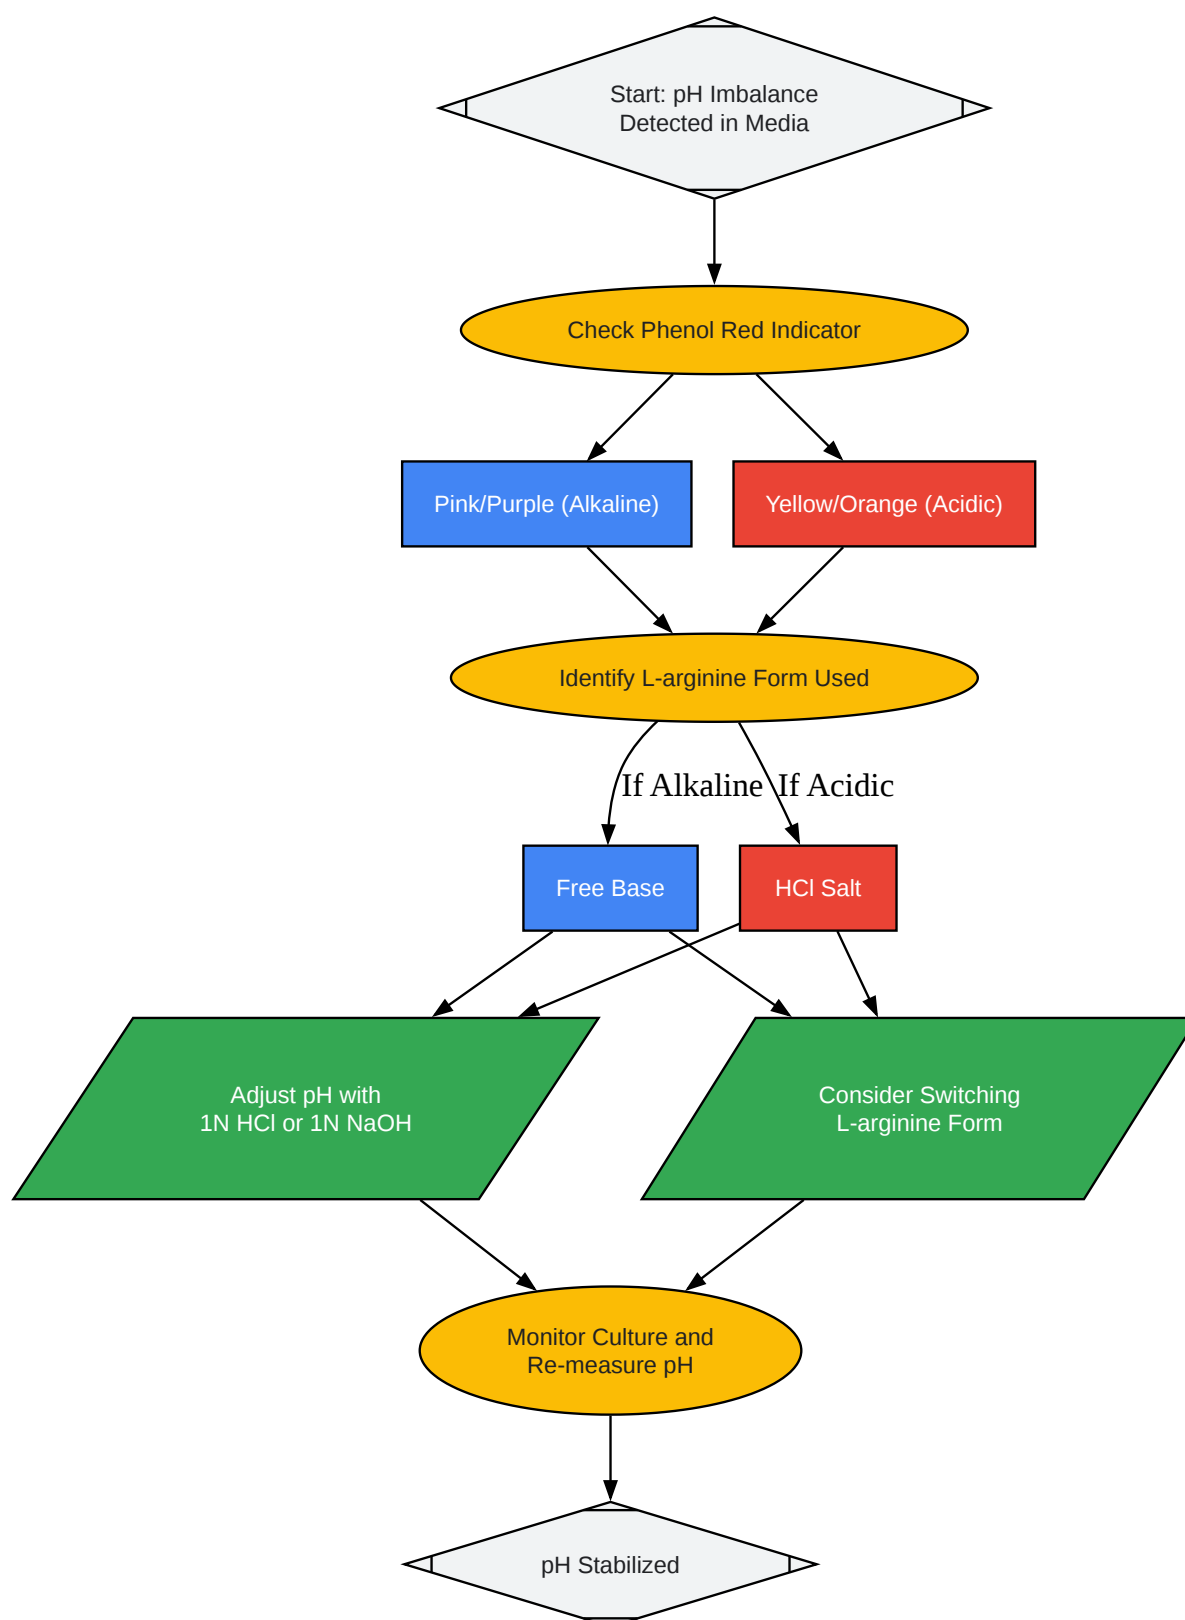 Start: pH Imbalance
Detected in Media
Check Phenol Red Indicator
Pink/Purple (Alkaline)
Yellow/Orange (Acidic)
Identify L-arginine Form Used
If Alkaline
If Acidic
Free Base
HCl Salt
Adjust pH with
1N HCl or 1N NaOH
Consider Switching
L-arginine Form
Monitor Culture and
Re-measure pH
pH Stabilized